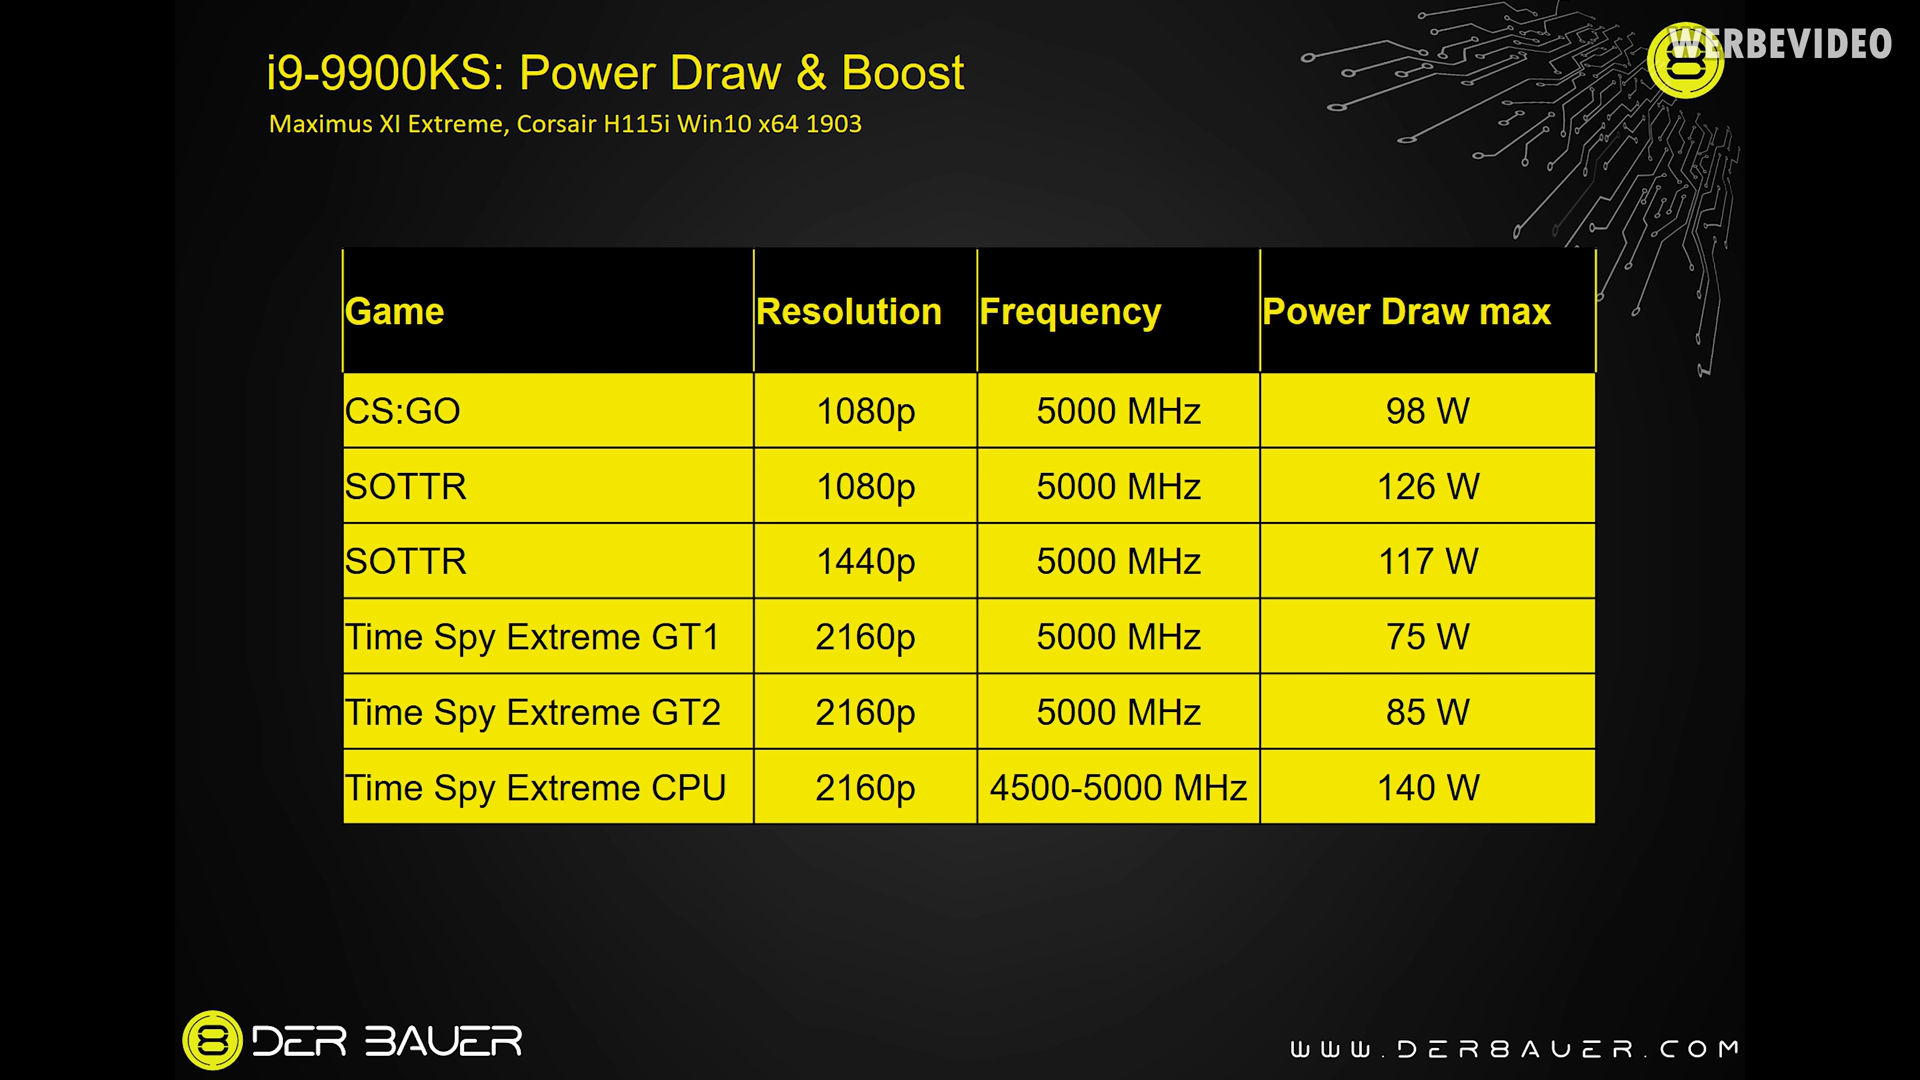 WERBEVIDEO
i9-9900KS: Power Draw & Boost
Maximus XI Extreme, Corsair H115i Win10 x64 1903
Game Resolution Frequency Power Draw max
CS:GO 1080p 5000 MHz 98 W
SOTTR 1080p 5000 MHz 126 W
SOTTR 1440p 5000 MHz 117 W
Time Spy Extreme GT1 2160p 5000 MHz 75 W
Time Spy Extreme GT2 2160p 5000 MHz 85 W
Time Spy Extreme CPU 2160p 4500-5000 MHz 140 W
8 DER 8AUER
WWW.DER8AUER.COM